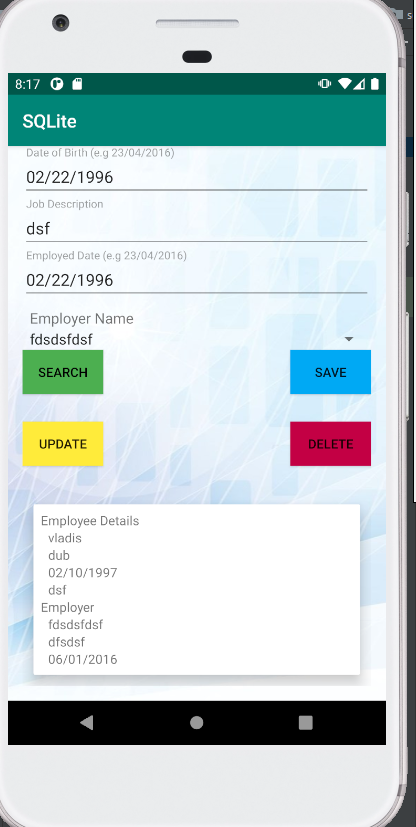 8:17
SQLite
Date of Birth (e.g 23/04/2016)
02/22/1996
Job Description
dsf
Employed Date (e.g 23/04/2016)
02/22/1996
Employer Name
fdsdsfdsf
SEARCH SAVE
UPDATE DELETE
Employee Details
vladis
dub
02/10/1997
dsf
Employer
fdsdsfdsf
dfsdsf
06/01/2016